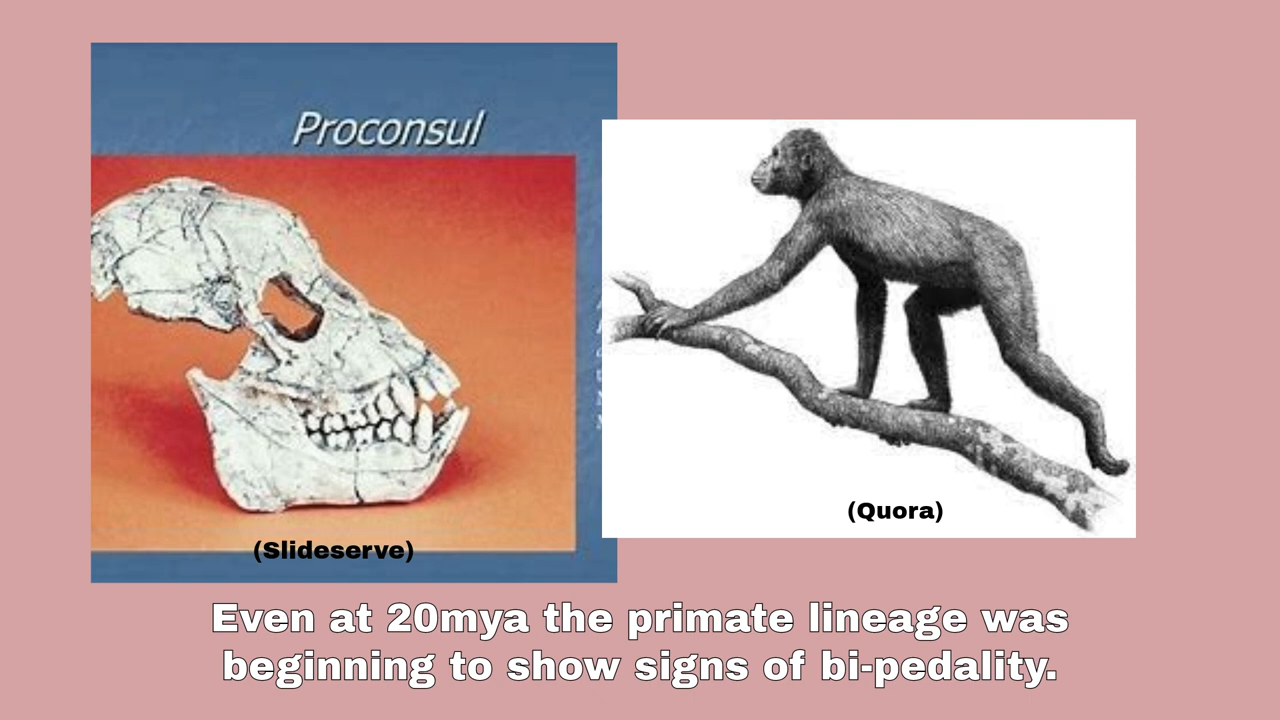 Proconsul
(Slideserve)
(Quora)
Even at 20mya the primate lineage was
beginning to show signs of bi-pedality.